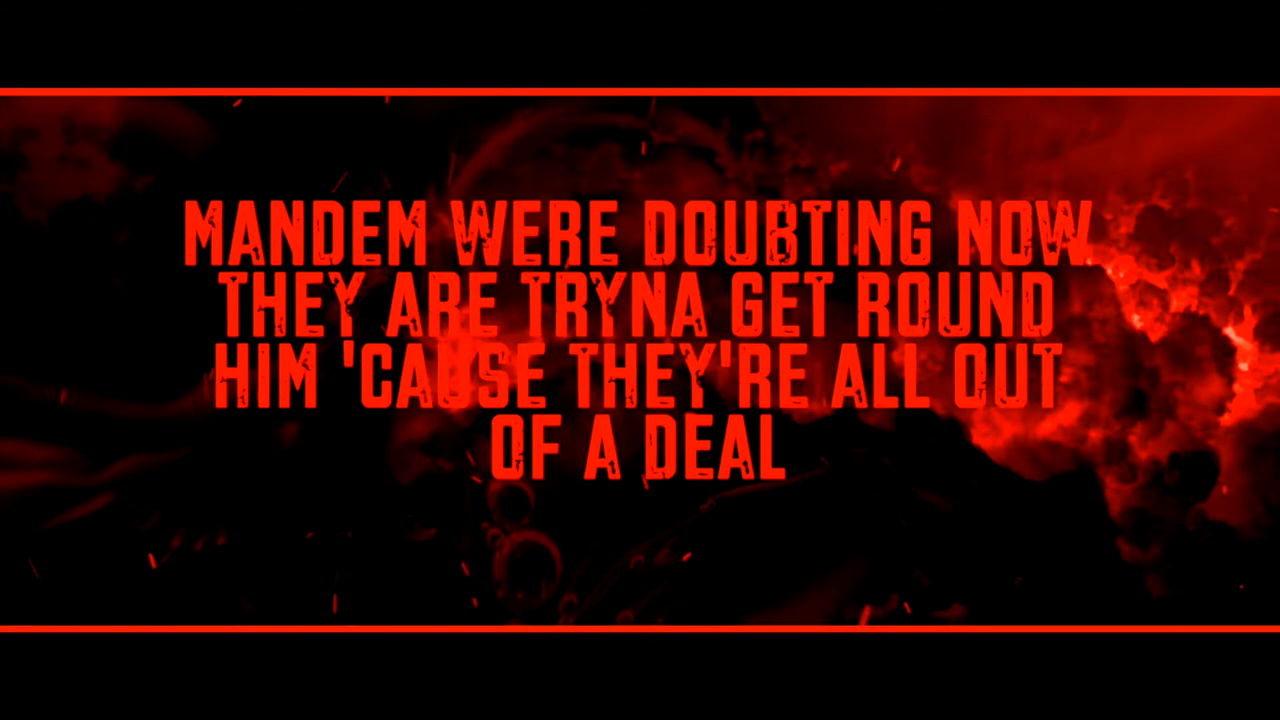 MANDEM WERE DOUBTING NOW
THEY ARE TRYNA GET ROUND
HIM 'CAUSE THEY'RE ALL OUT
OF A DEAL